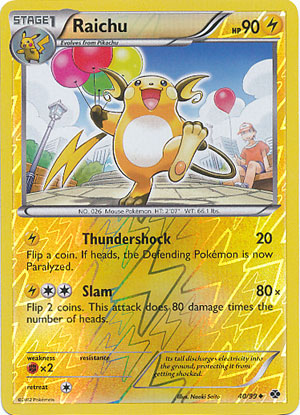 STAGE1
Raichu
HP90
Evolves from Pikachu
NO. 026 Mouse Pokémon HT: 2'07" WT: 66.1 lbs.
Thundershock 20
Flip a coin. If heads, the Defending Pokémon is now
Paralyzed.
Slam 80×
Flip 2 coins. This attack does 80 damage times the
number of heads.
weakness resistance
×2
Its tail discharges electricity into
the ground, protecting it from
getting shocked.
retreat
Illus. Naoki Saito
©2012 Pokémon
40/99